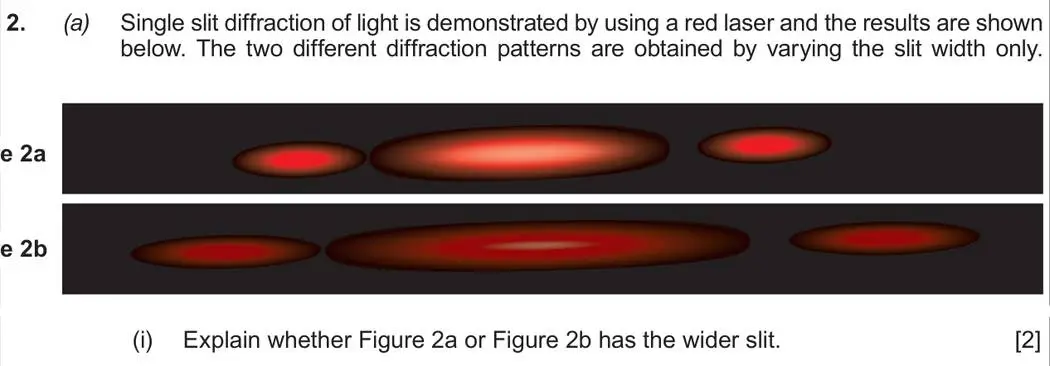 2. (a) Single slit diffraction of light is demonstrated by using a red laser and the results are shown
below. The two different diffraction patterns are obtained by varying the slit width only.
e 2a
e 2b
(i) Explain whether Figure 2a or Figure 2b has the wider slit. [2]